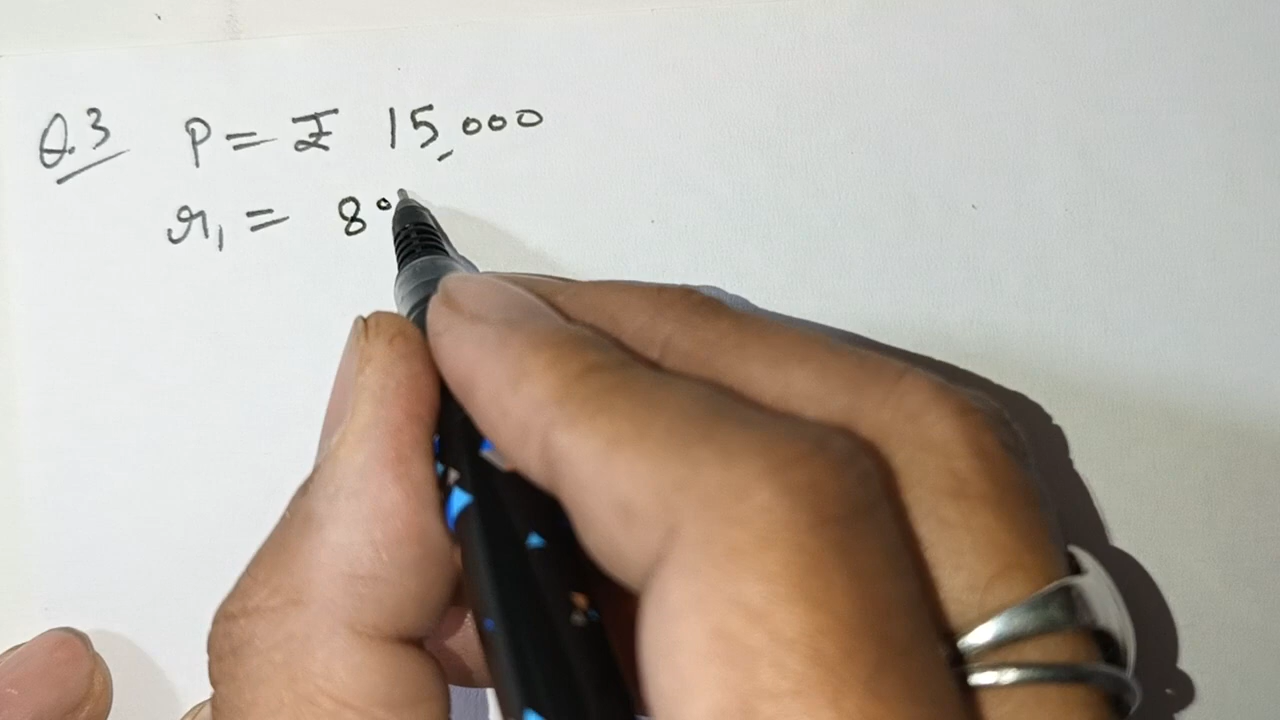 Q.3 P = ₹ 15,000
r₁ = 8°